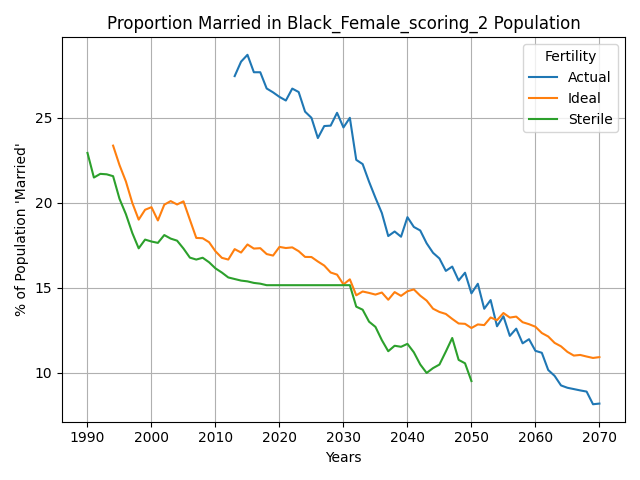 Proportion Married in Black_Female_scoring_2 Population
% of Population 'Married'
25
20
15
10
Fertility
Actual
Ideal
Sterile
1990 2000 2010 2020 2030 2040 2050 2060 2070
Years